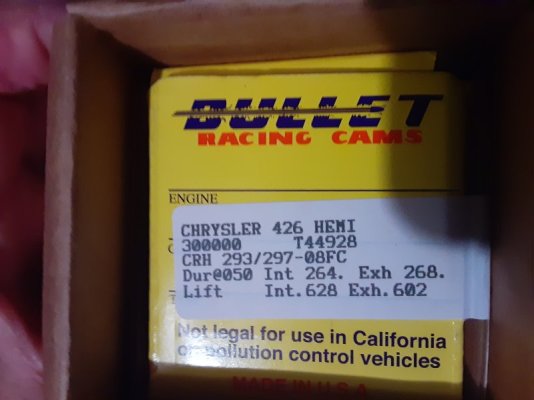 BULLET
RACING CAMS
ENGINE
CHRYSLER 426 HEMI
300000 T44928
CRH 293/297-08FC
Dur@050 Int 264. Exh 268.
Lift Int.628 Exh.602
Not legal for use in California
or pollution control vehicles
MADE IN U.S.A.